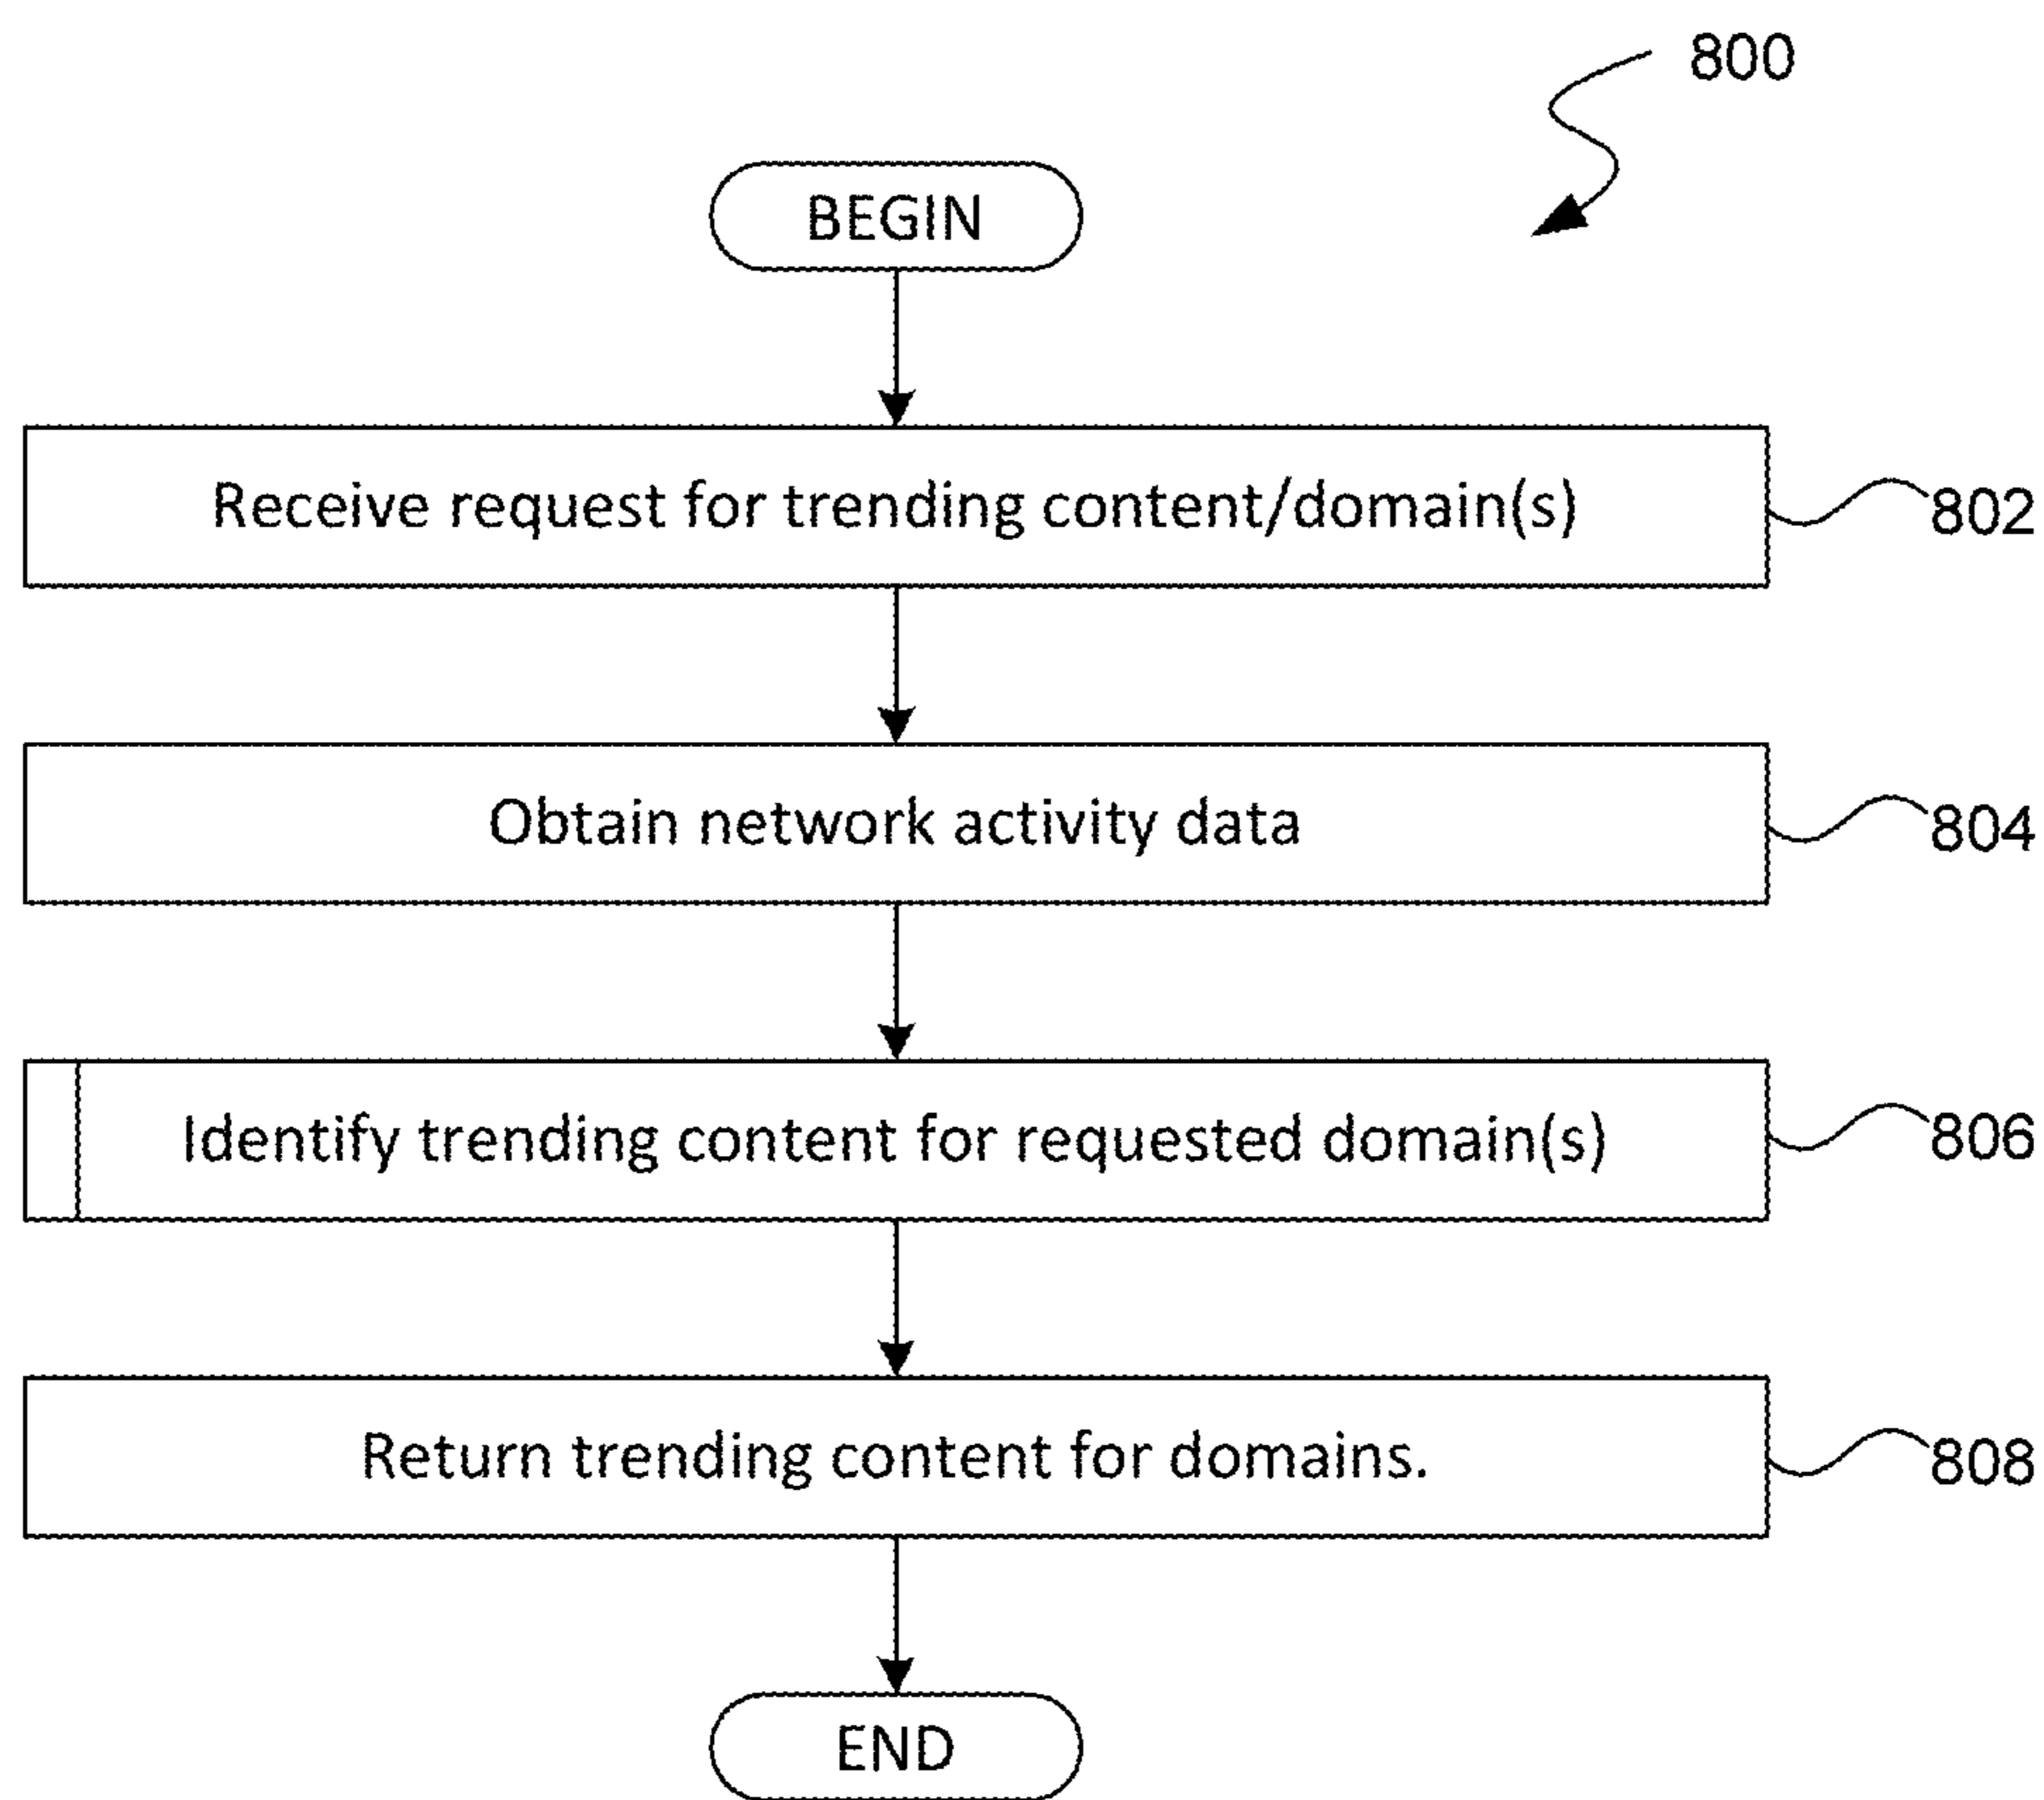 800
BEGIN
Receive request for trending content/domain(s)
802
Obtain network activity data
804
Identify trending content for requested domain(s)
806
Return trending content for domains.
808
END